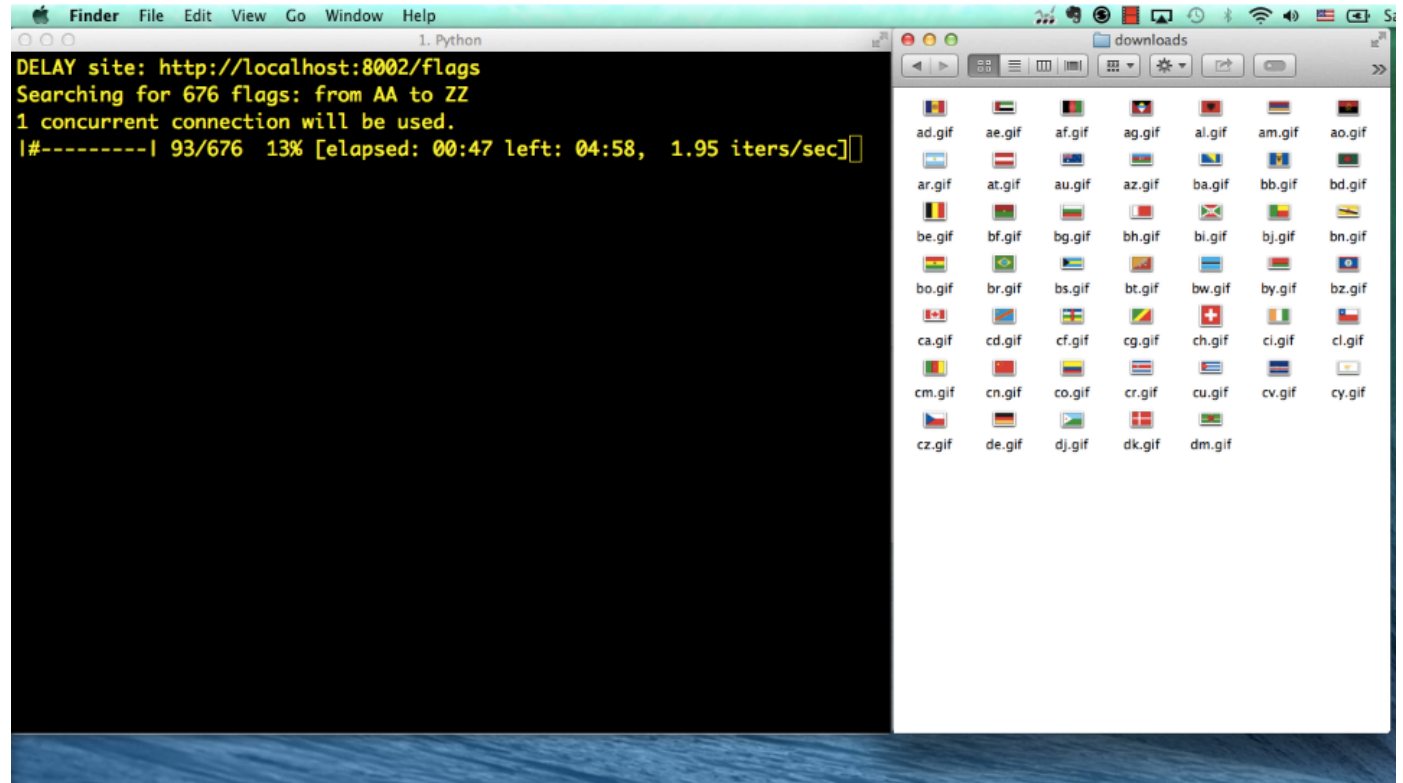 Finder File Edit View Go Window Help
1. Python
DELAY site: http://localhost:8002/flags
Searching for 676 flags: from AA to ZZ
1 concurrent connection will be used.
|#---------| 93/676 13% [elapsed: 00:47 left: 04:58, 1.95 iters/sec]
downloads
ad.gif ae.gif af.gif ag.gif al.gif am.gif ao.gif
ar.gif at.gif au.gif az.gif ba.gif bb.gif bd.gif
be.gif bf.gif bg.gif bh.gif bi.gif bj.gif bn.gif
bo.gif br.gif bs.gif bt.gif bw.gif by.gif bz.gif
ca.gif cd.gif cf.gif cg.gif ch.gif ci.gif cl.gif
cm.gif cn.gif co.gif cr.gif cu.gif cv.gif cy.gif
cz.gif de.gif dj.gif dk.gif dm.gif